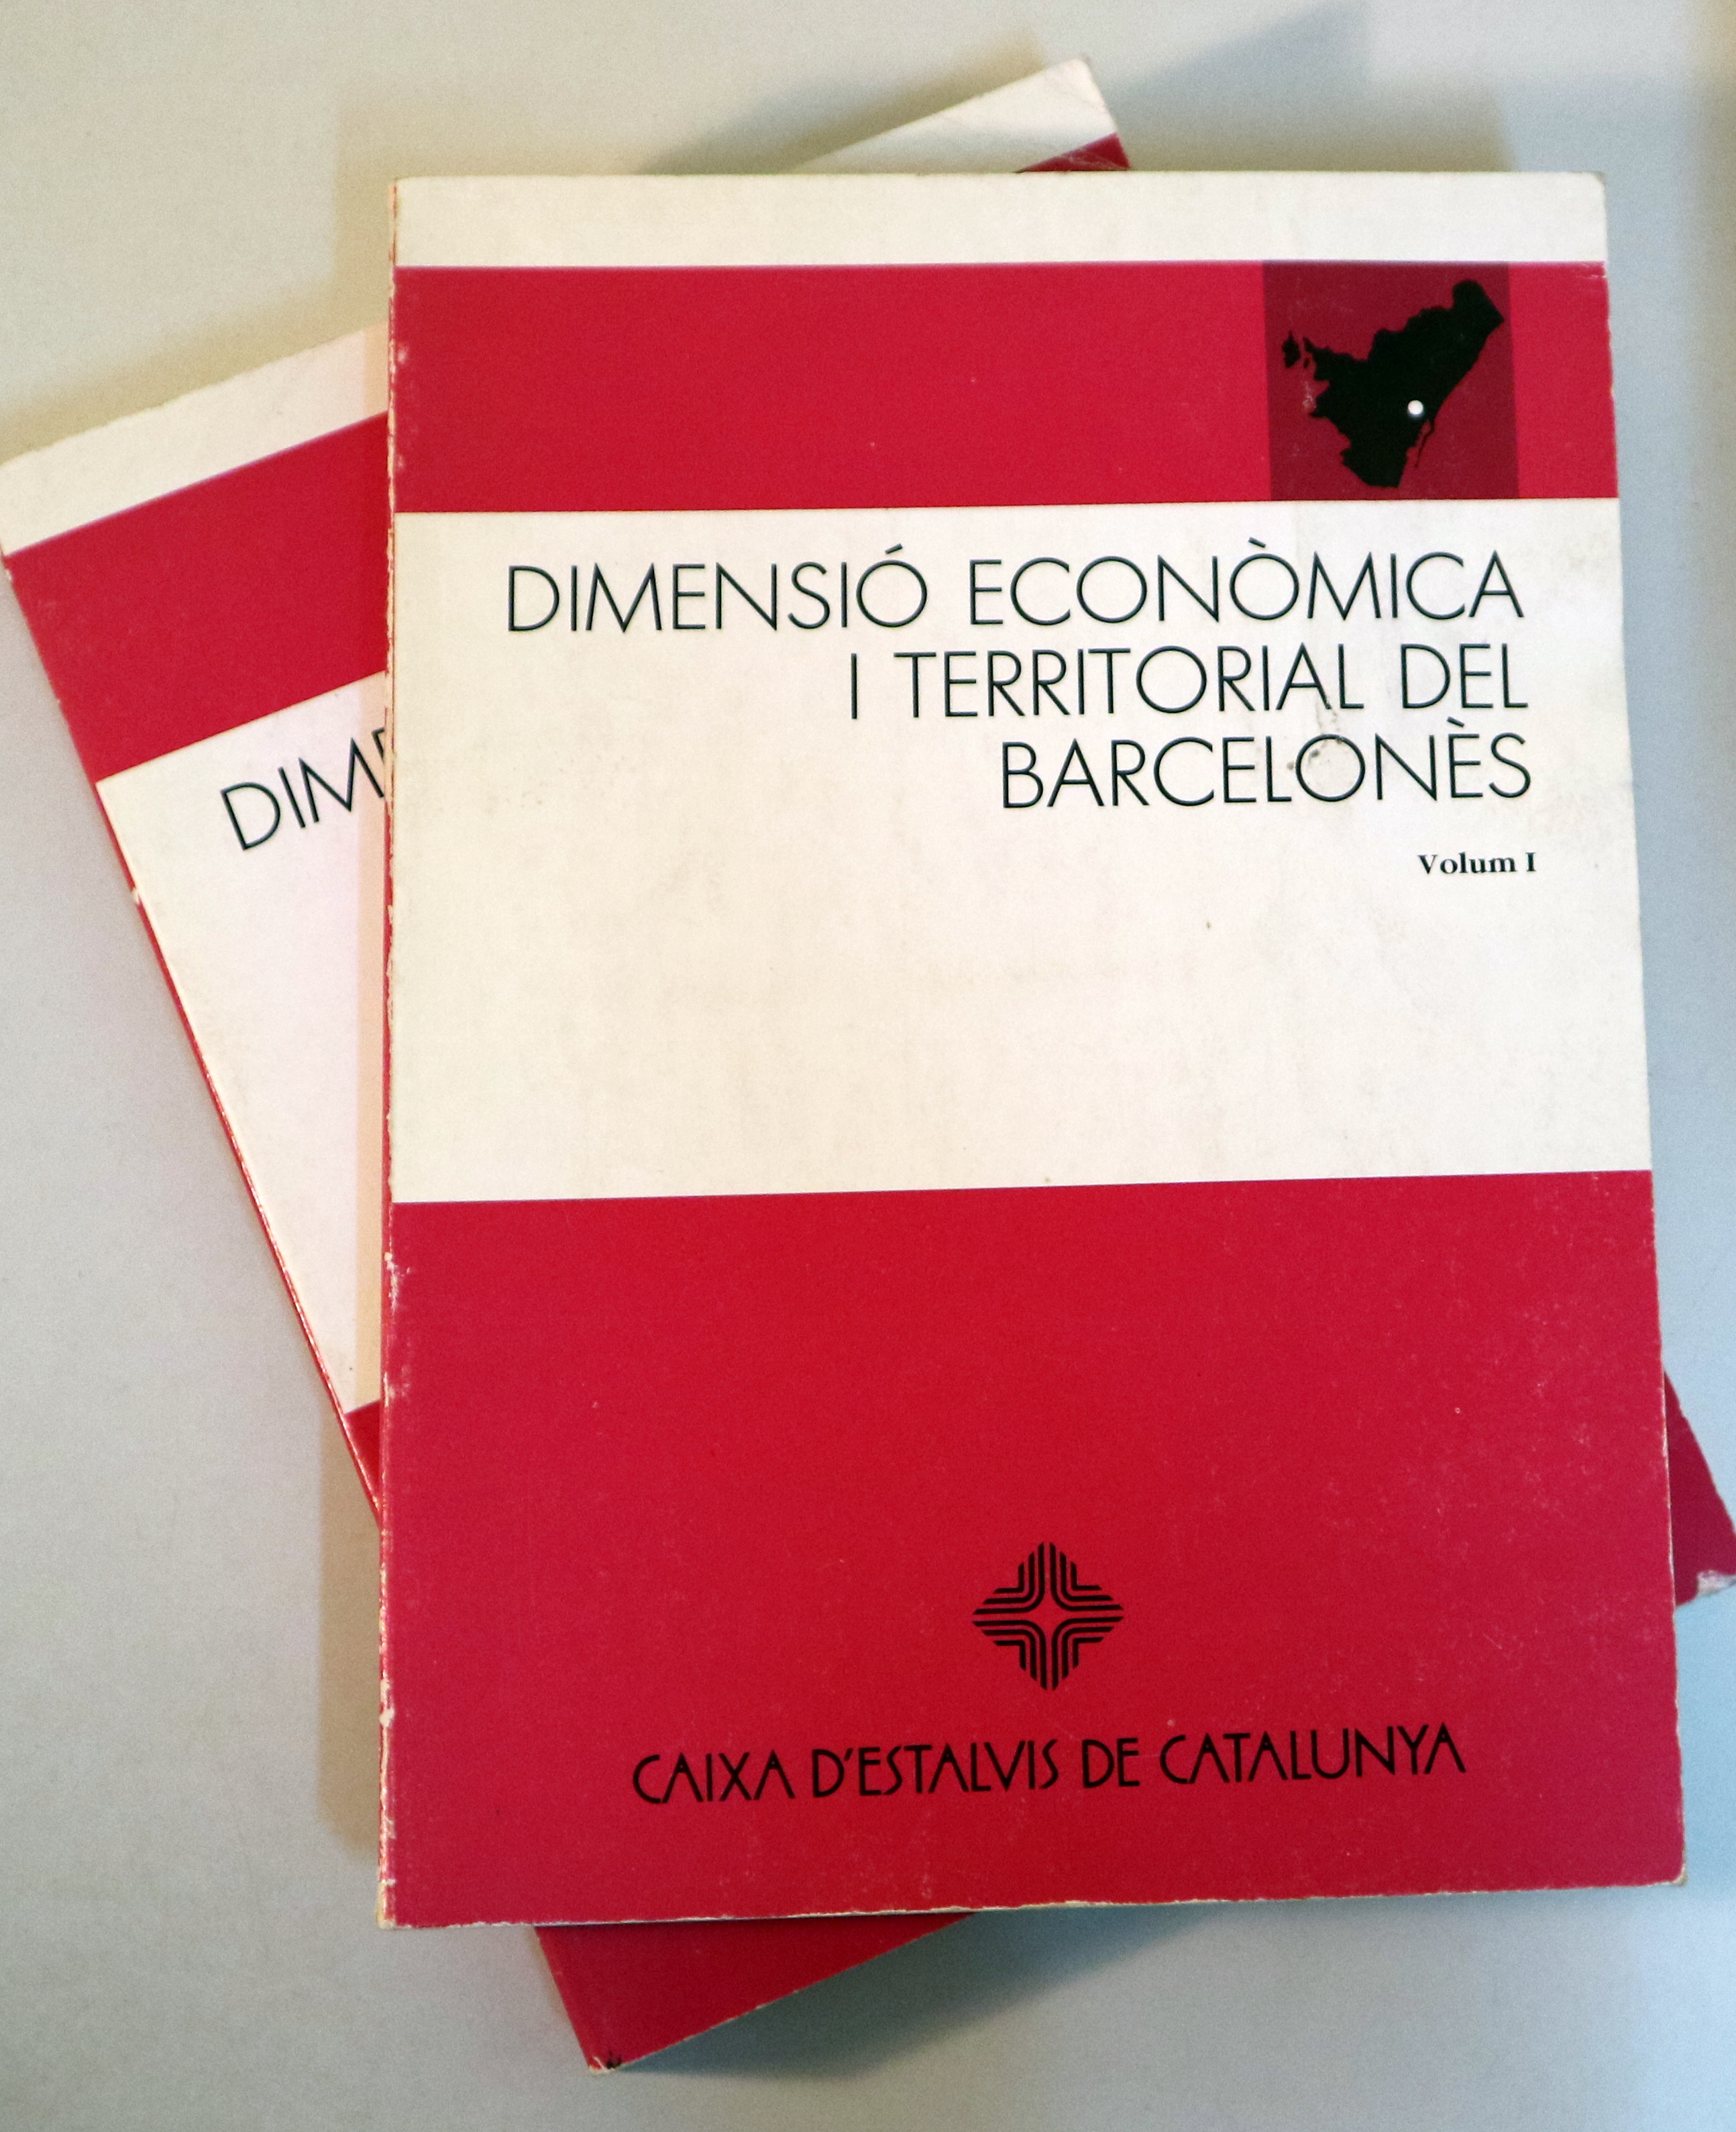 DIMENSIÓ ECONÒMICA
I TERRITORIAL DEL
BARCELONÈS
Volum I
CAIXA D'ESTALVIS DE CATALUNYA
DIM